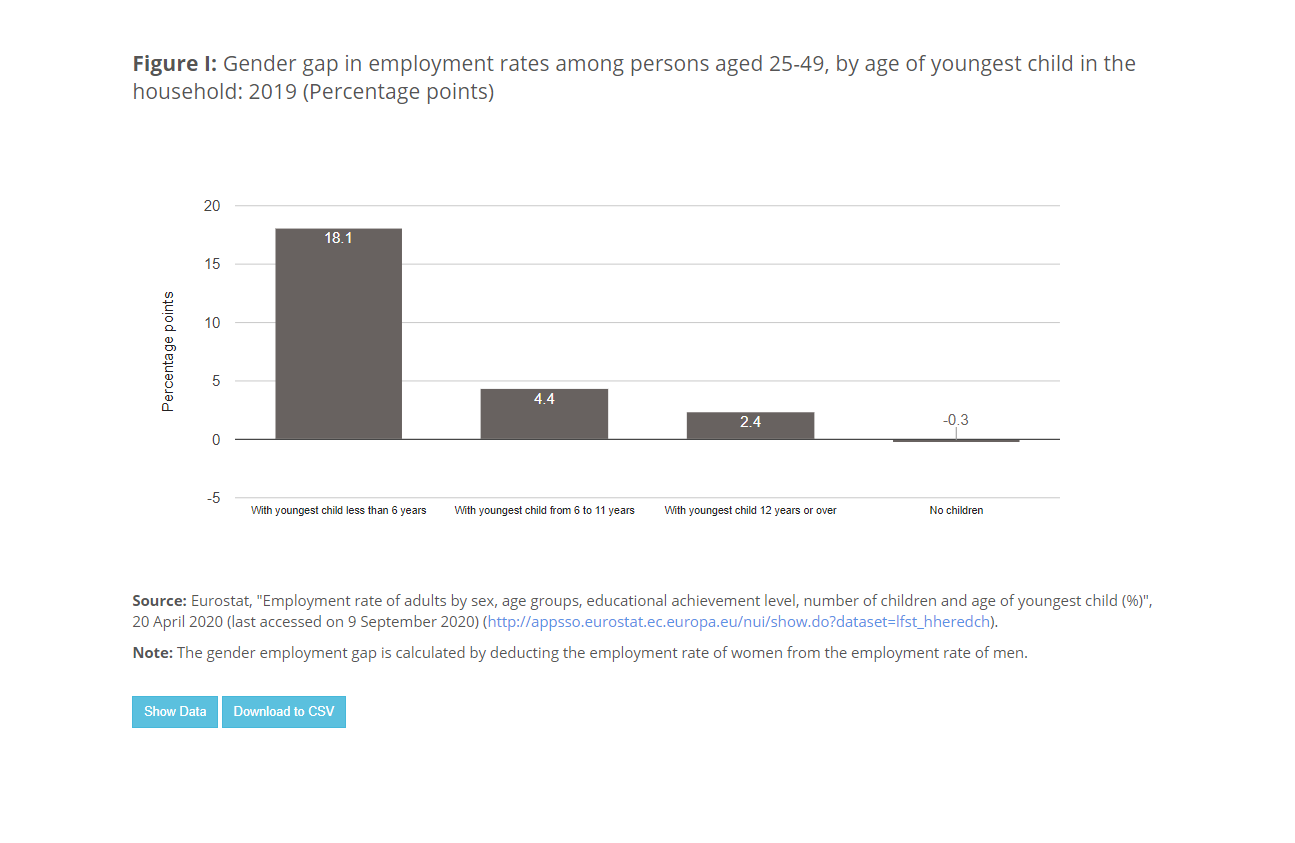 Figure I: Gender gap in employment rates among persons aged 25-49, by age of youngest child in the
household: 2019 (Percentage points)
20
15
10
5
0
-5
Percentage points
18.1
4.4
2.4
-0.3
With youngest child less than 6 years
With youngest child from 6 to 11 years
With youngest child 12 years or over
No children
Source: Eurostat, "Employment rate of adults by sex, age groups, educational achievement level, number of children and age of youngest child (%)",
20 April 2020 (last accessed on 9 September 2020) (http://appsso.eurostat.ec.europa.eu/nui/show.do?dataset=lfst_hheredch).
Note: The gender employment gap is calculated by deducting the employment rate of women from the employment rate of men.
Show Data
Download to CSV